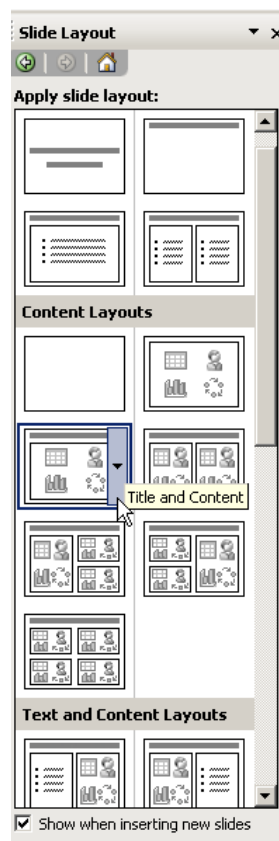 Slide Layout
Apply slide layout:
Content Layouts
Title and Content
Text and Content Layouts
Show when inserting new slides